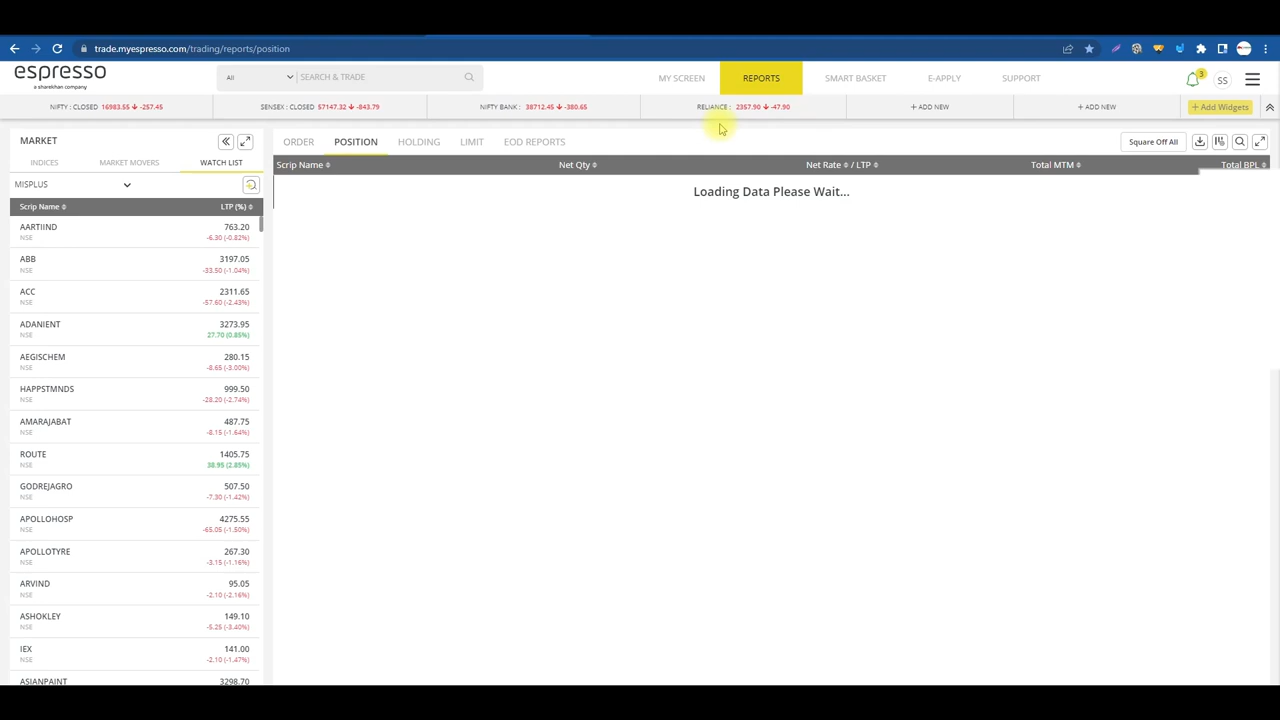 trade.myespresso.com/trading/reports/position
espresso
a sharekhan company
All
SEARCH & TRADE
MY SCREEN
REPORTS
SMART BASKET
E-APPLY
SUPPORT
3
SS
NIFTY : CLOSED 16983.55 -257.45
SENSEX : CLOSED 57147.32 -843.79
NIFTY BANK : 38712.45 -380.65
RELIANCE : 2357.90 -47.90
+ ADD NEW
+ ADD NEW
+ Add Widgets
MARKET
INDICES
MARKET MOVERS
WATCH LIST
MISPLUS
Scrip Name
LTP (%)
AARTIIND 763.20
NSE -6.30 (-0.82%)
ABB 3197.05
NSE -33.50 (-1.04%)
ACC 2311.65
NSE -57.60 (-2.43%)
ADANIENT 3273.95
NSE 27.70 (0.85%)
AEGISCHEM 280.15
NSE -8.65 (-3.00%)
HAPPSTMNDS 999.50
NSE -28.20 (-2.74%)
AMARAJABAT 487.75
NSE -8.15 (-1.64%)
ROUTE 1405.75
NSE 38.95 (2.85%)
GODREJAGRO 507.50
NSE -7.30 (-1.42%)
APOLLOHOSP 4275.55
NSE -65.05 (-1.50%)
APOLLOTYRE 267.30
NSE -3.15 (-1.16%)
ARVIND 95.05
NSE -2.10 (-2.16%)
ASHOKLEY 149.10
NSE -5.25 (-3.40%)
IEX 141.00
NSE -2.10 (-1.47%)
ASIANPAINT 3298.70
ORDER
POSITION
HOLDING
LIMIT
EOD REPORTS
Square Off All
Scrip Name
Net Qty
Net Rate / LTP
Total MTM
Total BPL
Loading Data Please Wait...